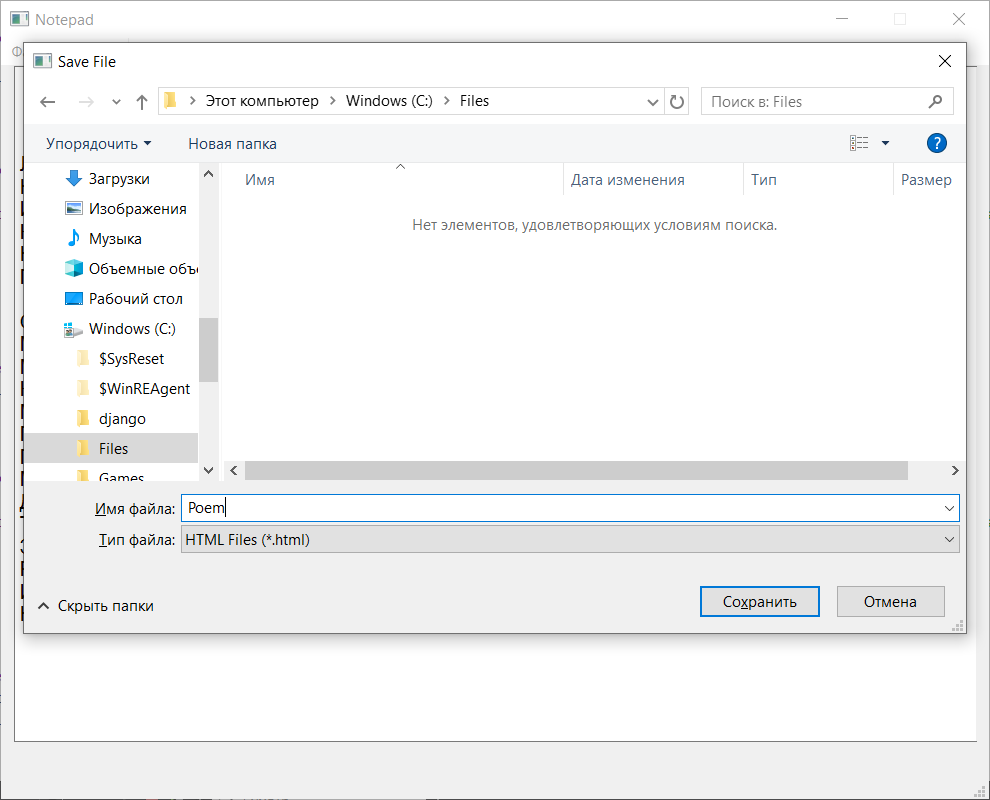 Notepad
Save File
Этот компьютер Windows (C:) Files
Поиск в: Files
Упорядочить Новая папка
?
Загрузки
Изображения
Музыка
Объемные объе
Рабочий стол
Windows (C:)
$SysReset
$WinREAgent
django
Files
Games
Имя Дата изменения Тип Размер
Нет элементов, удовлетворяющих условиям поиска.
Имя файла: Poem
Тип файла: HTML Files (*.html)
Скрыть папки
Сохранить Отмена